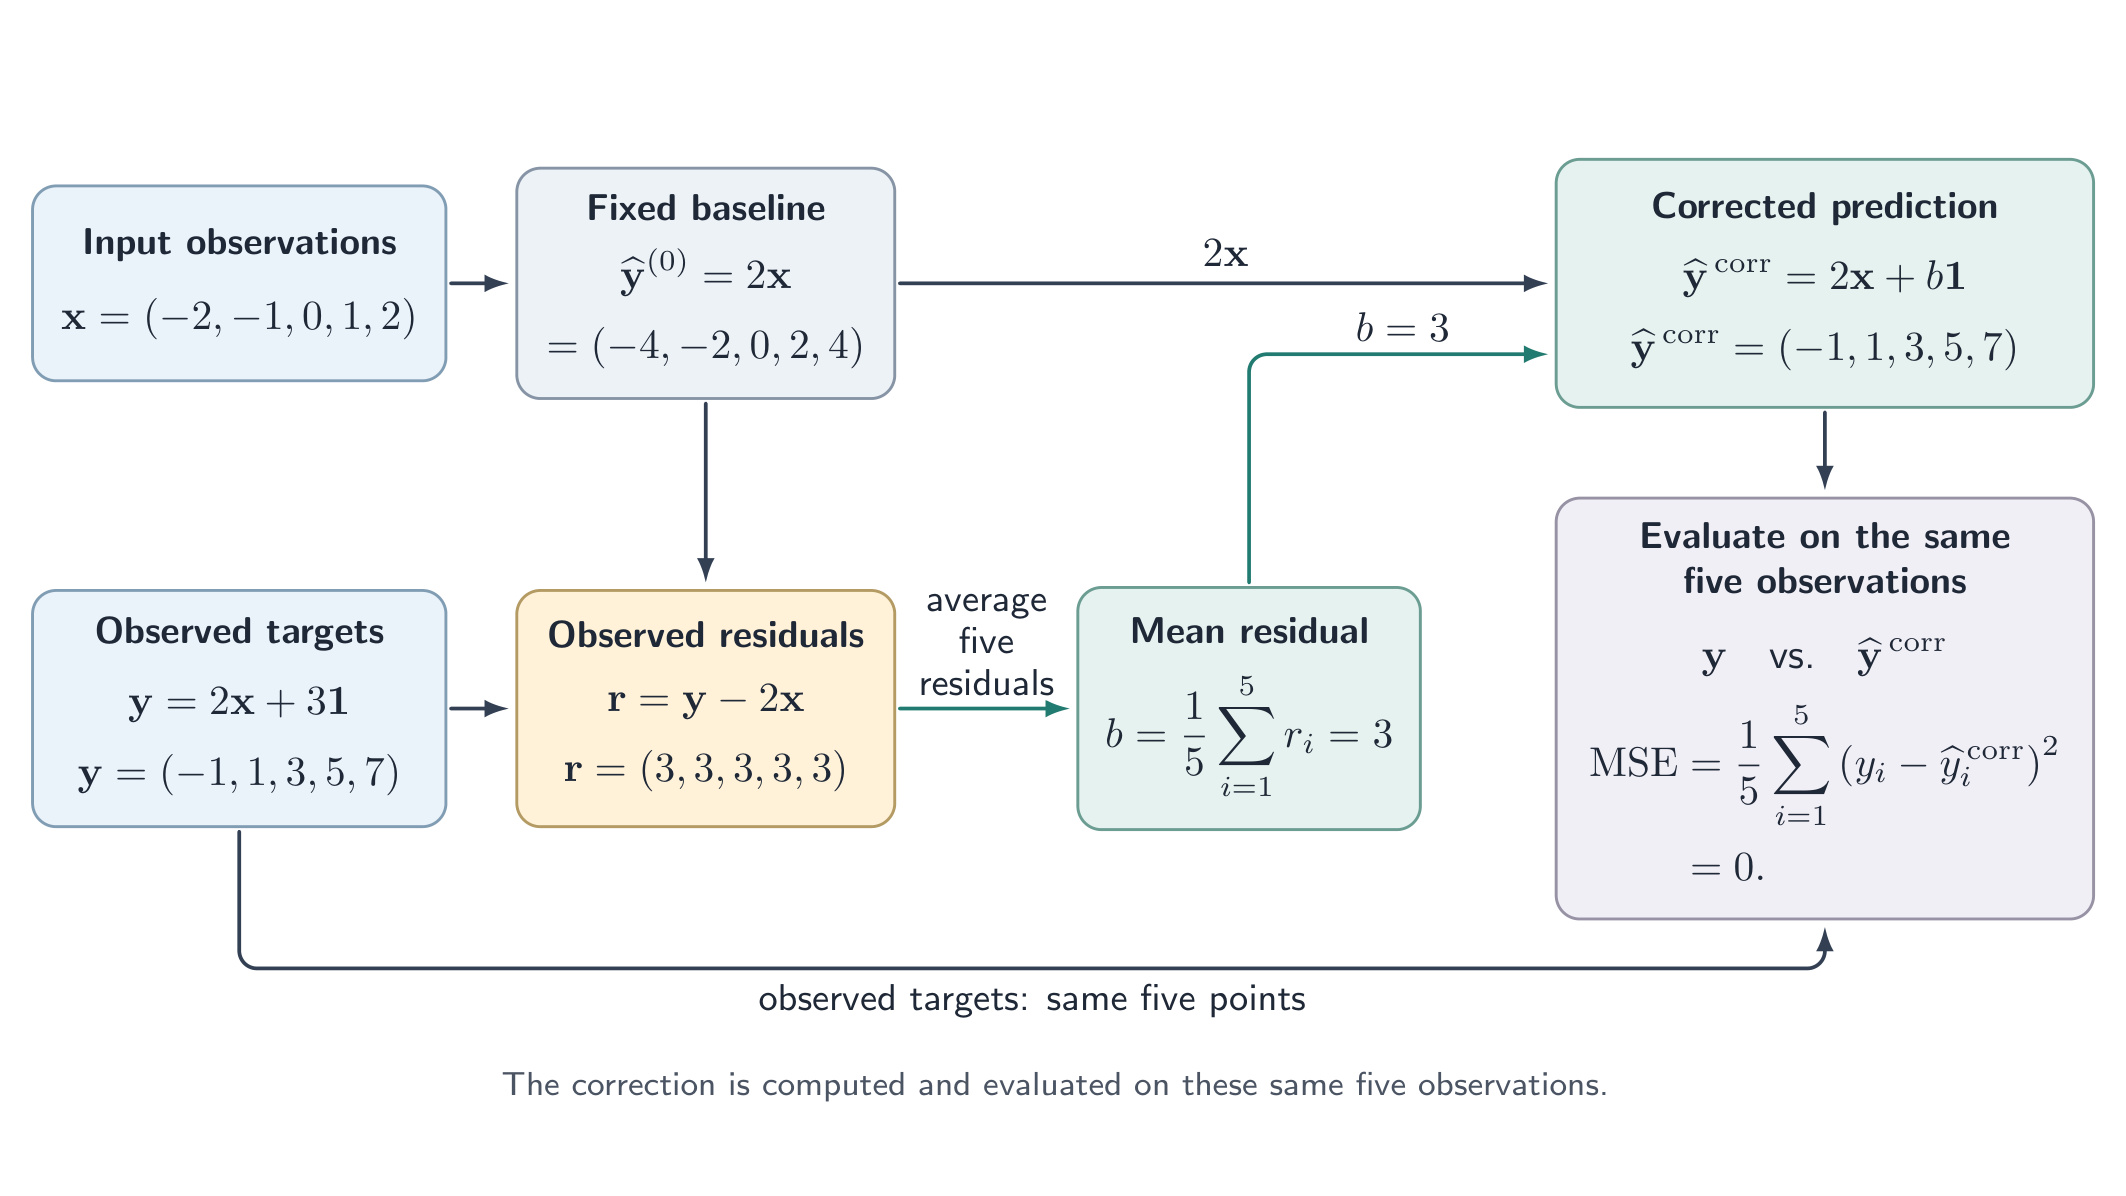 Input observations
𝐱 = (−2, −1, 0, 1, 2)
Fixed baseline
𝐲̂⁽⁰⁾ = 2𝐱
= (−4, −2, 0, 2, 4)
2𝐱
b = 3
Corrected prediction
𝐲̂ ᶜᵒʳʳ = 2𝐱 + b𝟏
𝐲̂ ᶜᵒʳʳ = (−1, 1, 3, 5, 7)
Observed targets
𝐲 = 2𝐱 + 3𝟏
𝐲 = (−1, 1, 3, 5, 7)
Observed residuals
𝐫 = 𝐲 − 2𝐱
𝐫 = (3, 3, 3, 3, 3)
average
five
residuals
Mean residual
b = 1/5 ∑_{i=1}^{5} r_i = 3
Evaluate on the same
five observations
𝐲 vs. 𝐲̂ ᶜᵒʳʳ
MSE = 1/5 ∑_{i=1}^{5} (y_i − ŷ_i^{corr})²
= 0.
observed targets: same five points
The correction is computed and evaluated on these same five observations.